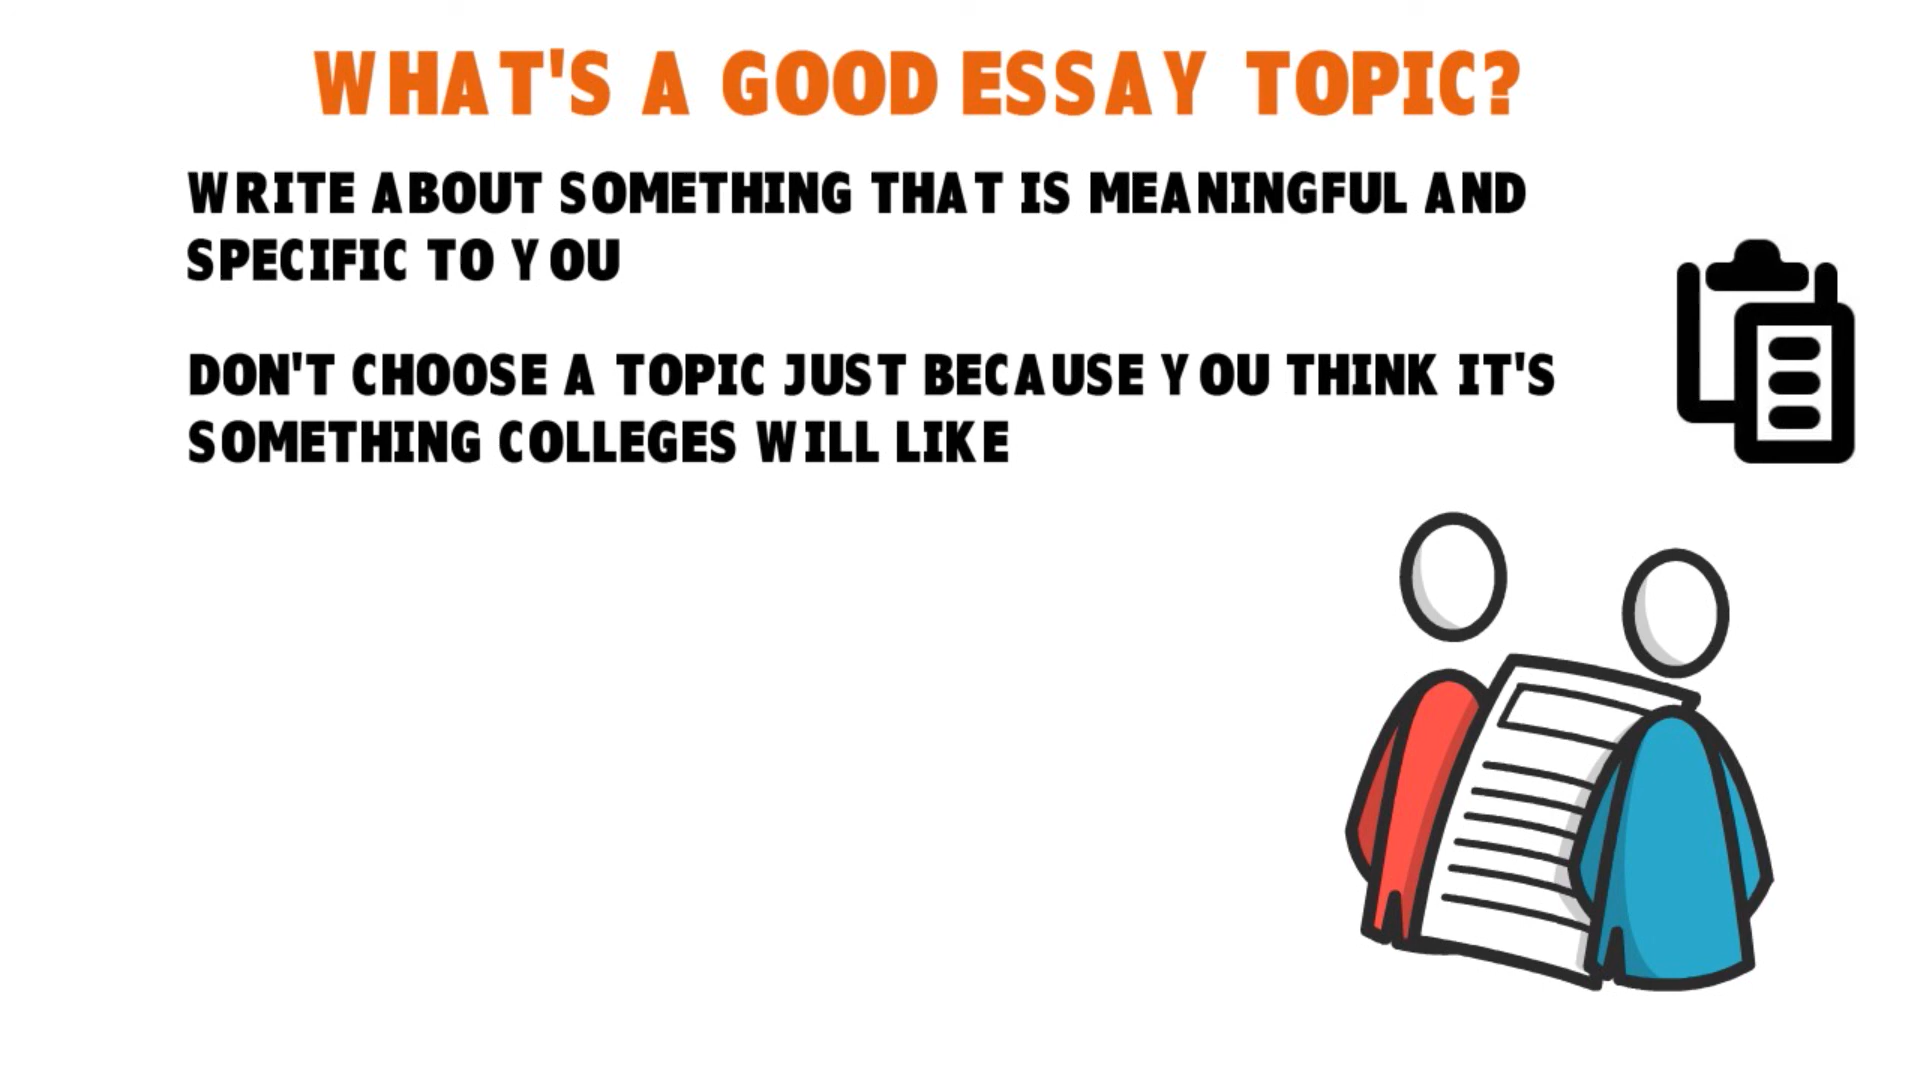 WHAT'S A GOOD ESSAY TOPIC?
WRITE ABOUT SOMETHING THAT IS MEANINGFUL AND
SPECIFIC TO YOU
DON'T CHOOSE A TOPIC JUST BECAUSE YOU THINK IT'S
SOMETHING COLLEGES WILL LIKE